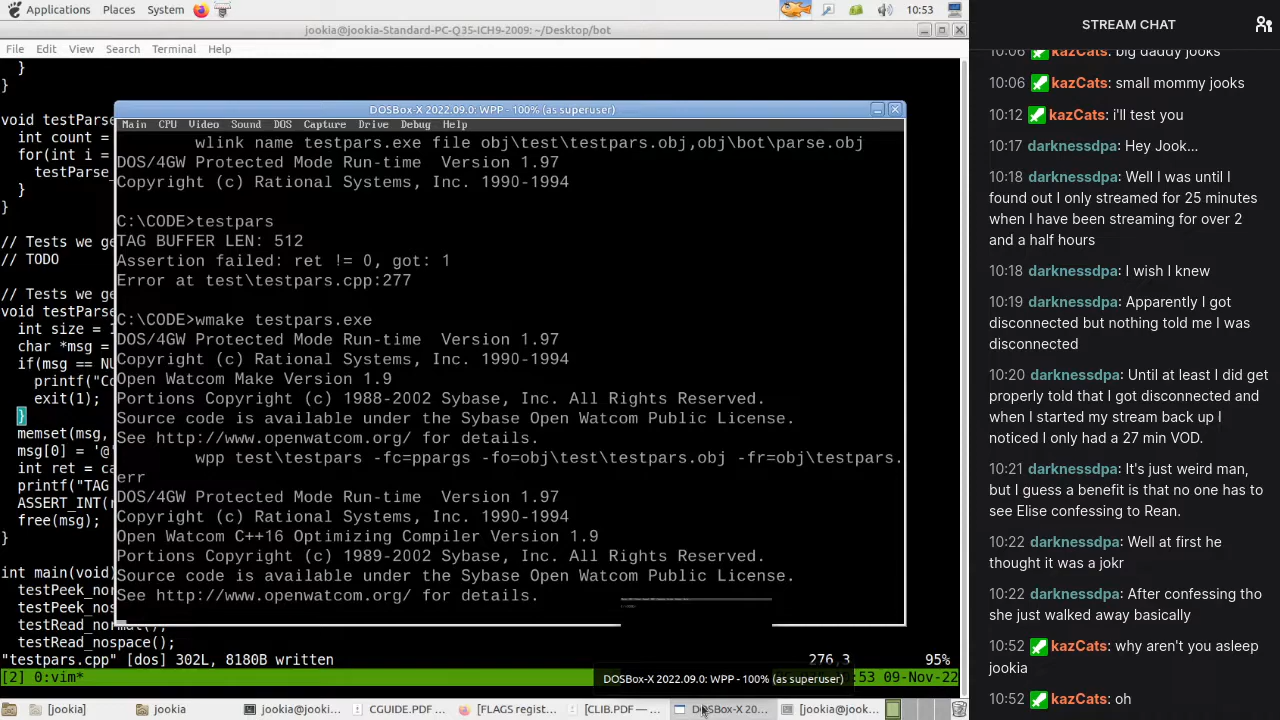 Applications Places System 10:53
jookia@jookia-Standard-PC-Q35-ICH9-2009: ~/Desktop/bot
File Edit View Search Terminal Help
}
}
void testParse
int count =
for(int i =
testParse_
}
}
// Tests we ge
// TODO
// Tests we ge
void testParse
int size = 1
char *msg =
if(msg == NU
printf("Co
exit(1);
}
memset(msg,
msg[0] = '@'
int ret = ca
printf("TAG
ASSERT_INT(r
free(msg);
}
int main(void)
testPeek_nor
testPeek_nos
testRead_normal();
testRead_nospace();
"testpars.cpp" [dos] 302L, 8180B written 276,3 95%
[2] 0:vim* :53 09-Nov-22
DOSBox-X 2022.09.0: WPP - 100% (as superuser)
Main CPU Video Sound DOS Capture Drive Debug Help
wlink name testpars.exe file obj\test\testpars.obj,obj\bot\parse.obj
DOS/4GW Protected Mode Run-time Version 1.97
Copyright (c) Rational Systems, Inc. 1990-1994
C:\CODE>testpars
TAG BUFFER LEN: 512
Assertion failed: ret != 0, got: 1
Error at test\testpars.cpp:277
C:\CODE>wmake testpars.exe
DOS/4GW Protected Mode Run-time Version 1.97
Copyright (c) Rational Systems, Inc. 1990-1994
Open Watcom Make Version 1.9
Portions Copyright (c) 1988-2002 Sybase, Inc. All Rights Reserved.
Source code is available under the Sybase Open Watcom Public License.
See http://www.openwatcom.org/ for details.
wpp test\testpars -fc=ppargs -fo=obj\test\testpars.obj -fr=obj\testpars.
err
DOS/4GW Protected Mode Run-time Version 1.97
Copyright (c) Rational Systems, Inc. 1990-1994
Open Watcom C++16 Optimizing Compiler Version 1.9
Portions Copyright (c) 1989-2002 Sybase, Inc. All Rights Reserved.
Source code is available under the Sybase Open Watcom Public License.
See http://www.openwatcom.org/ for details.
DOSBox-X 2022.09.0: WPP - 100% (as superuser)
[jookia] jookia jookia@jooki... GUIDE.PDF ... [FLAGS regist... [CLIB.PDF — ... DOSBox-X 20... [jookia@jook...
STREAM CHAT
10:06 kazCats: big daddy jooks
10:06 kazCats: small mommy jooks
10:12 kazCats: i'll test you
10:17 darknessdpa: Hey Jook...
10:18 darknessdpa: Well I was until I
found out I only streamed for 25 minutes
when I have been streaming for over 2
and a half hours
10:18 darknessdpa: I wish I knew
10:19 darknessdpa: Apparently I got
disconnected but nothing told me I was
disconnected
10:20 darknessdpa: Until at least I did get
properly told that I got disconnected and
when I started my stream back up I
noticed I only had a 27 min VOD.
10:21 darknessdpa: It's just weird man,
but I guess a benefit is that no one has to
see Elise confessing to Rean.
10:22 darknessdpa: Well at first he
thought it was a jokr
10:22 darknessdpa: After confessing tho
she just walked away basically
10:52 kazCats: why aren't you asleep
jookia
10:52 kazCats: oh